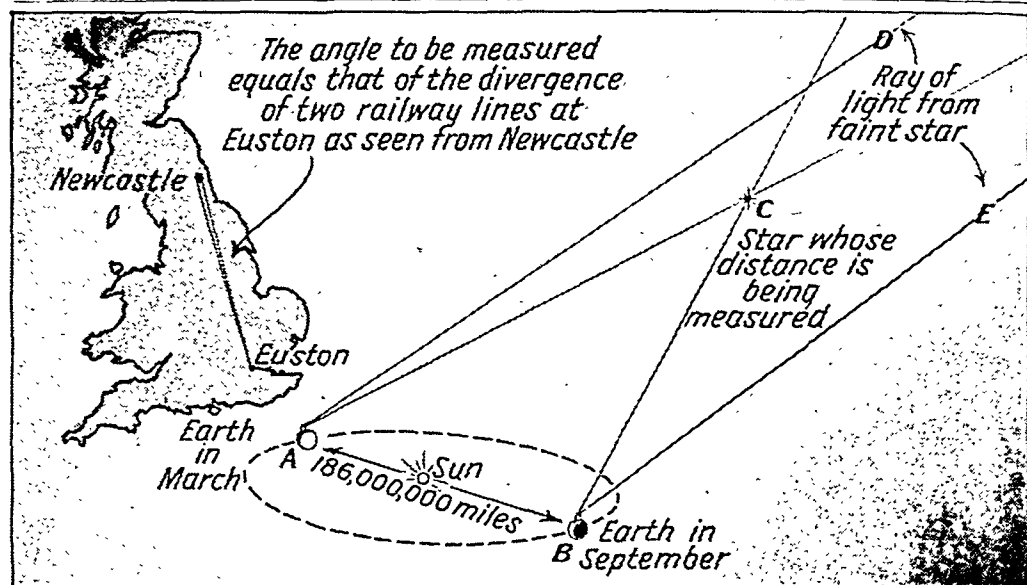 The angle to be measured
equals that of the divergence
of two railway lines at
Euston as seen from Newcastle
Newcastle
Euston
D
Ray of
light from
faint star
C
E
Star whose
distance is
being
measured
Earth
in
March
A
Sun
186,000,000 miles
B
Earth in
September